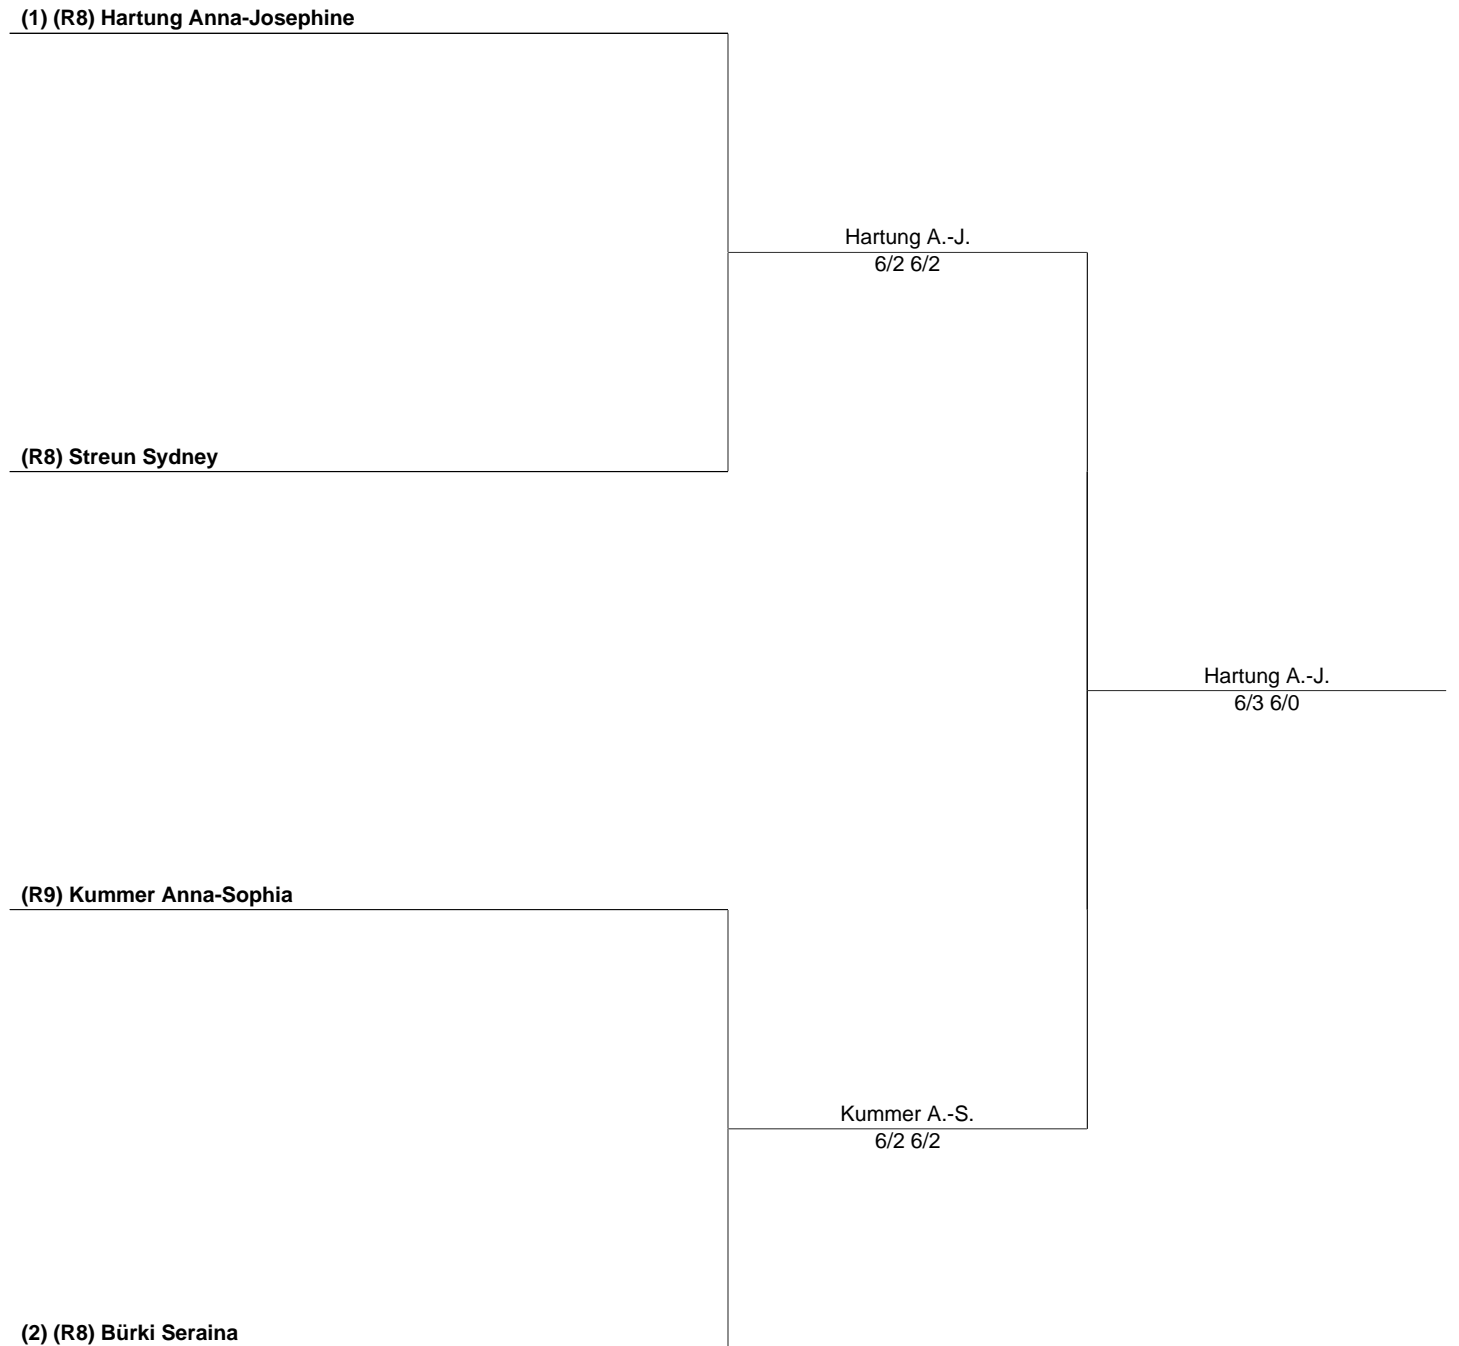 (1) (R8) Hartung Anna-Josephine
Hartung A.-J.
6/2 6/2
(R8) Streun Sydney
Hartung A.-J.
6/3 6/0
(R9) Kummer Anna-Sophia
Kummer A.-S.
6/2 6/2
(2) (R8) Bürki Seraina